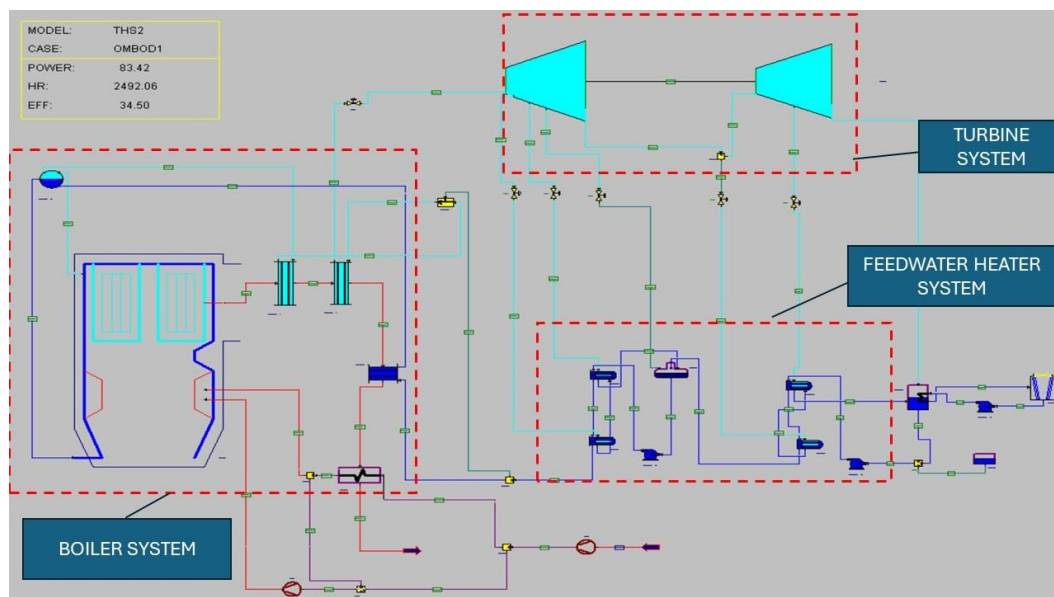 MODEL: THS2
CASE: OMBOD1
POWER: 83.42
HR: 2492.06
EFF: 34.50
TURBINE
SYSTEM
FEEDWATER HEATER
SYSTEM
BOILER SYSTEM